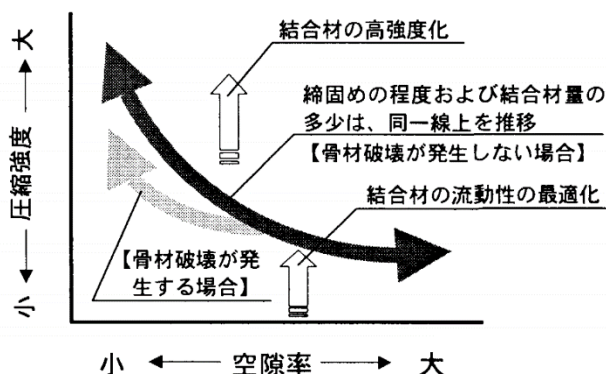 結合材の高強度化
締固めの程度および結合材量の
多少は、同一線上を推移
【骨材破壊が発生しない場合】
結合材の流動性の最適化
【骨材破壊が発
生する場合】
小 ← 圧縮強度 → 大
小 ← 空隙率 → 大